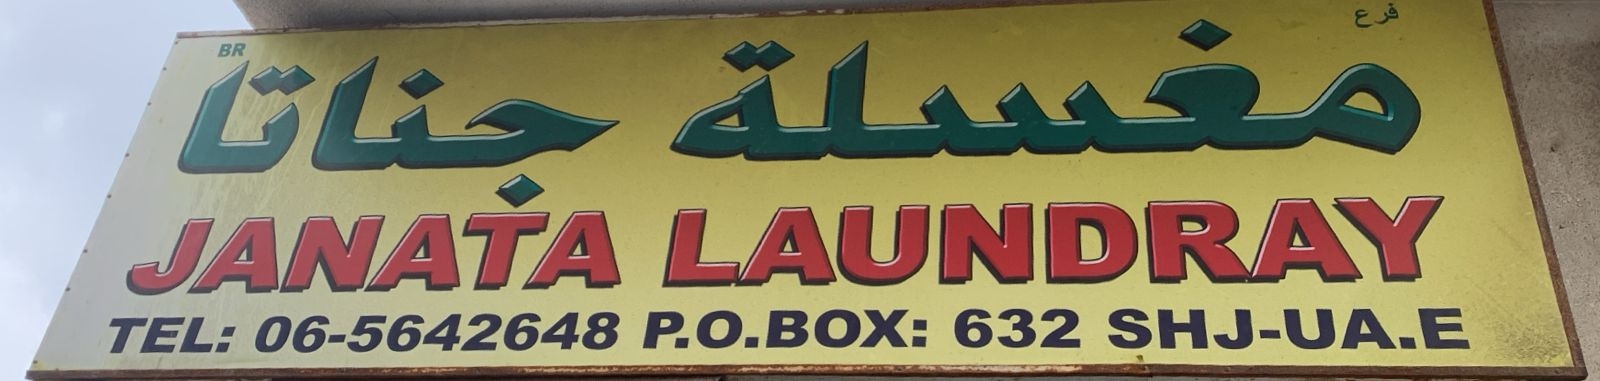 BR فرع
مغسلة جناتا
JANATA LAUNDRAY
TEL: 06-5642648 P.O.BOX: 632 SHJ-UA.E